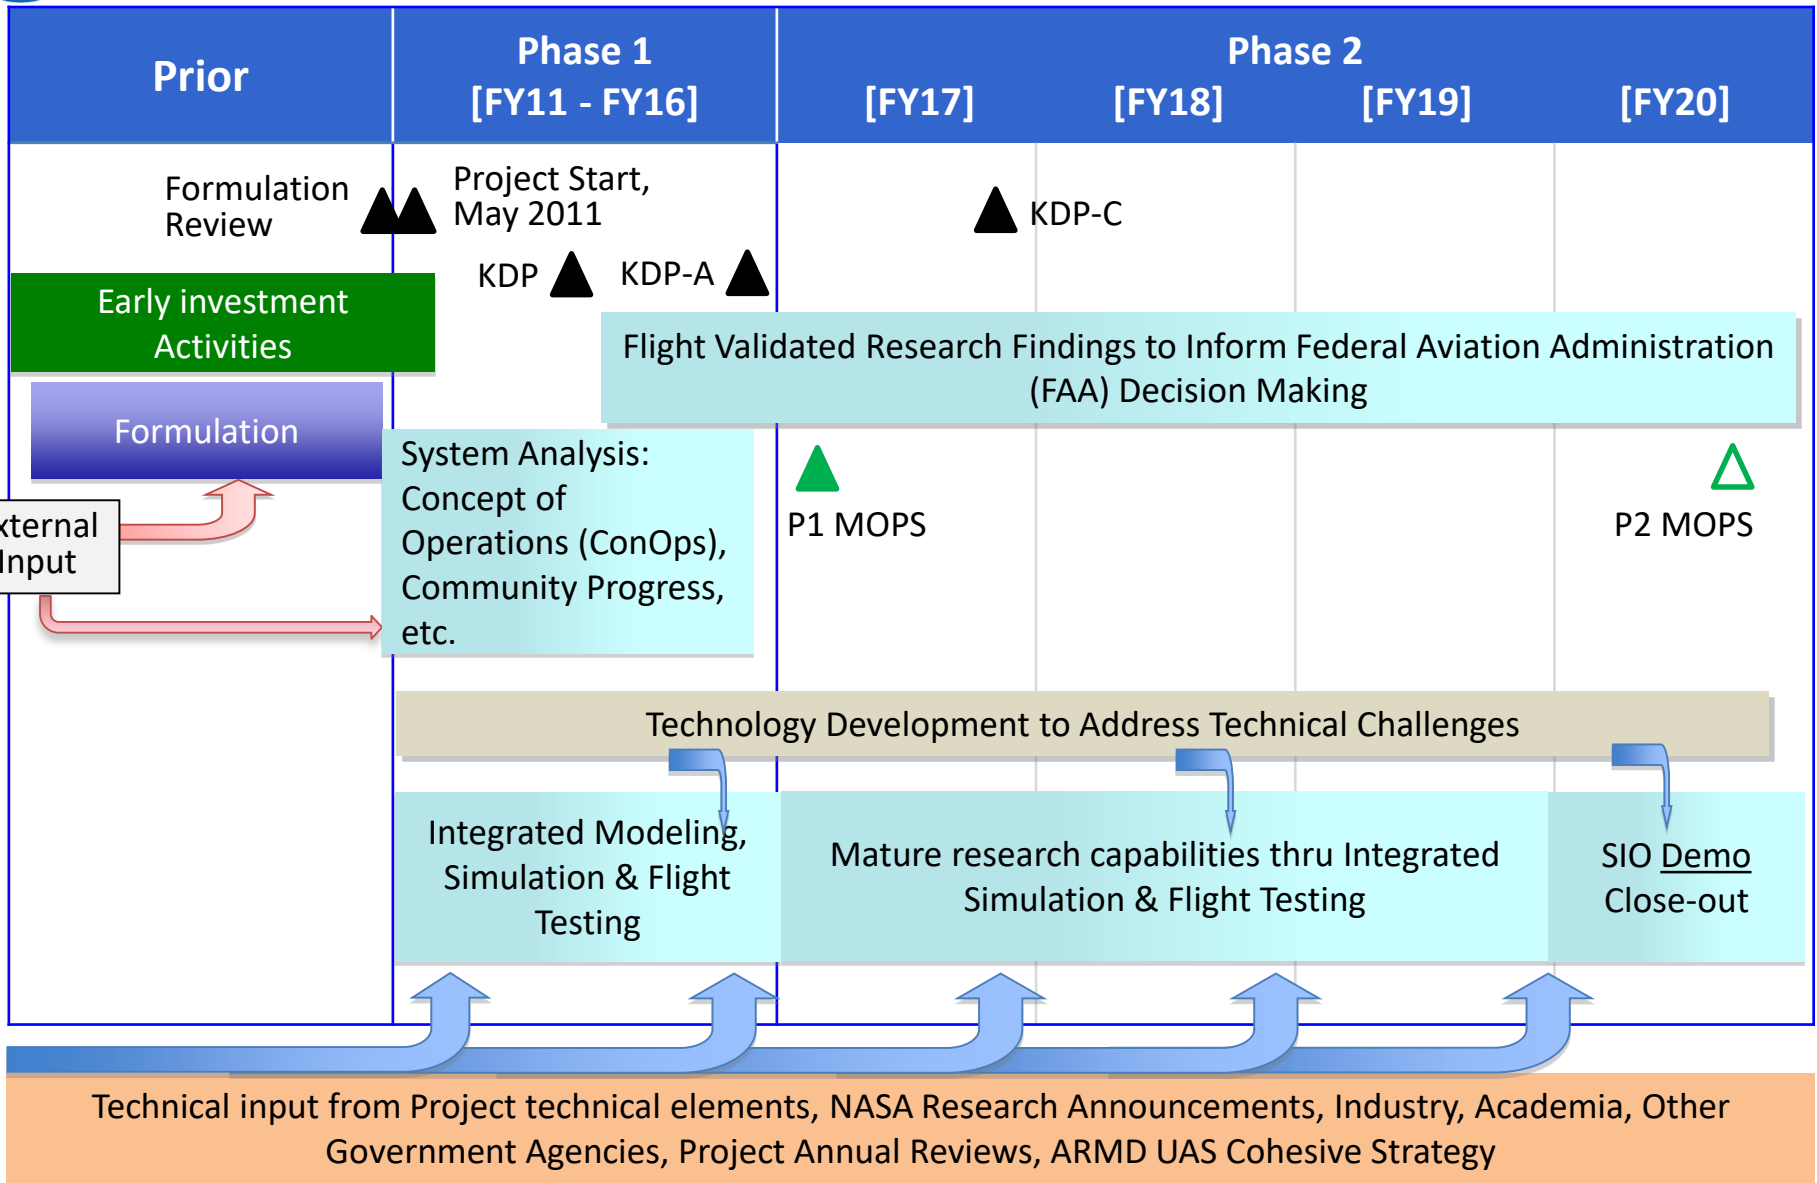 Prior
Phase 1
[FY11 - FY16]
Phase 2
[FY17]
[FY18]
[FY19]
[FY20]
Formulation
Review
Project Start,
May 2011
KDP-C
KDP
KDP-A
Early investment
Activities
Flight Validated Research Findings to Inform Federal Aviation Administration
(FAA) Decision Making
Formulation
System Analysis:
Concept of
Operations (ConOps),
Community Progress,
etc.
xternal
Input
P1 MOPS
P2 MOPS
Technology Development to Address Technical Challenges
Integrated Modeling,
Simulation & Flight
Testing
Mature research capabilities thru Integrated
Simulation & Flight Testing
SIO Demo
Close-out
Technical input from Project technical elements, NASA Research Announcements, Industry, Academia, Other
Government Agencies, Project Annual Reviews, ARMD UAS Cohesive Strategy